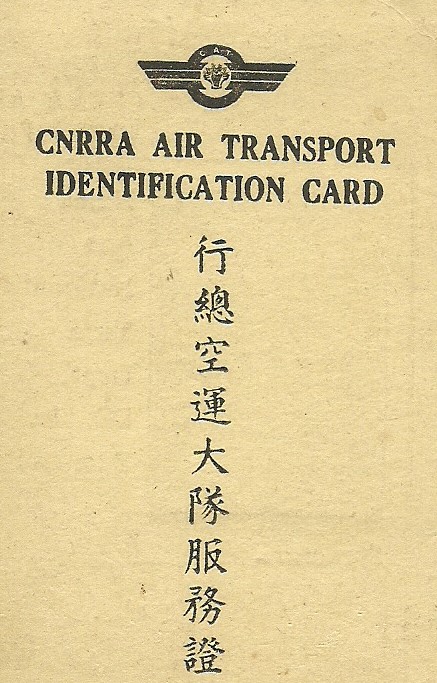 C.A.T.
CNRRA AIR TRANSPORT
IDENTIFICATION CARD
行總空運大隊服務證